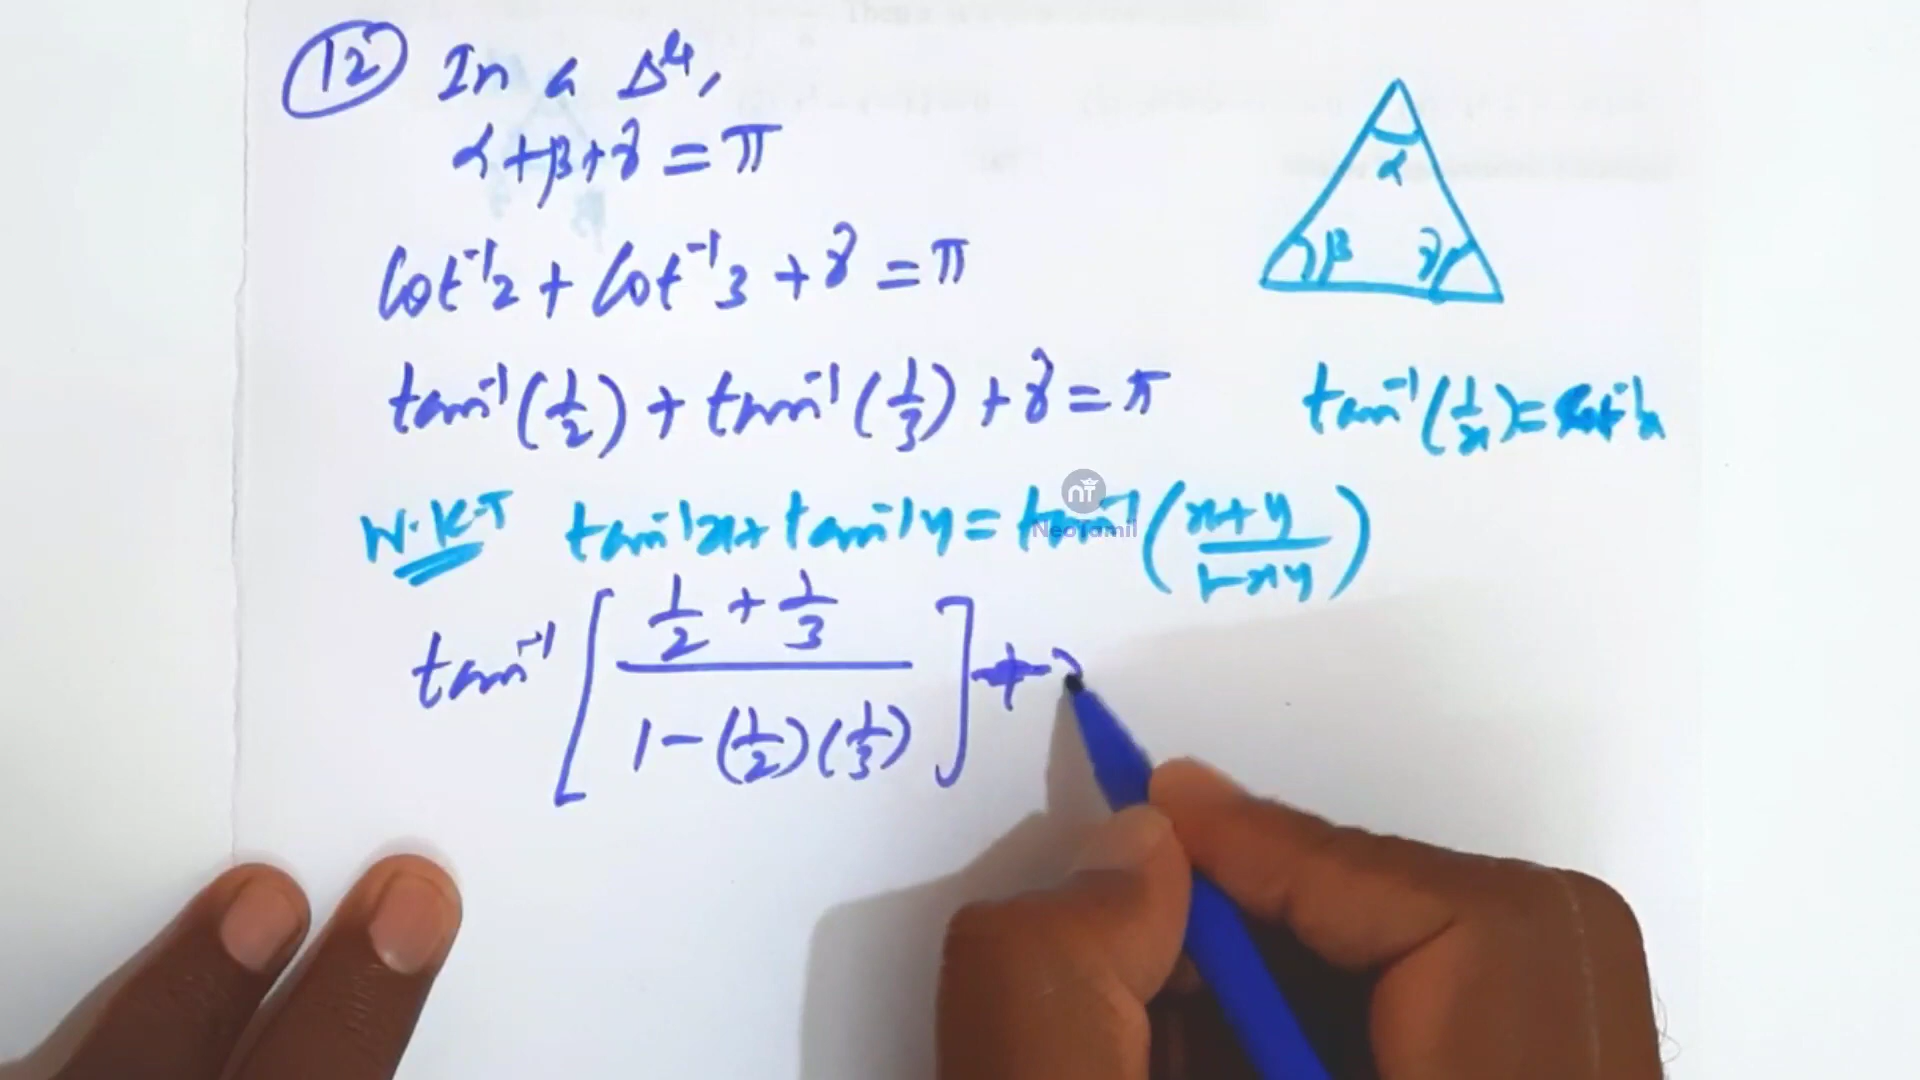 12 In a Δle,
α+β+γ = π
α
β γ
Cot⁻¹2 + Cot⁻¹3 + γ = π
tan⁻¹(1/2) + tan⁻¹(1/3) + γ = π
tan⁻¹(1/x) = Cot⁻¹x
W.K.T tan⁻¹x + tan⁻¹y = tan⁻¹(x+y/1-xy)
NeoTamil
tan⁻¹[1/2 + 1/3 / 1-(1/2)(1/3)] +